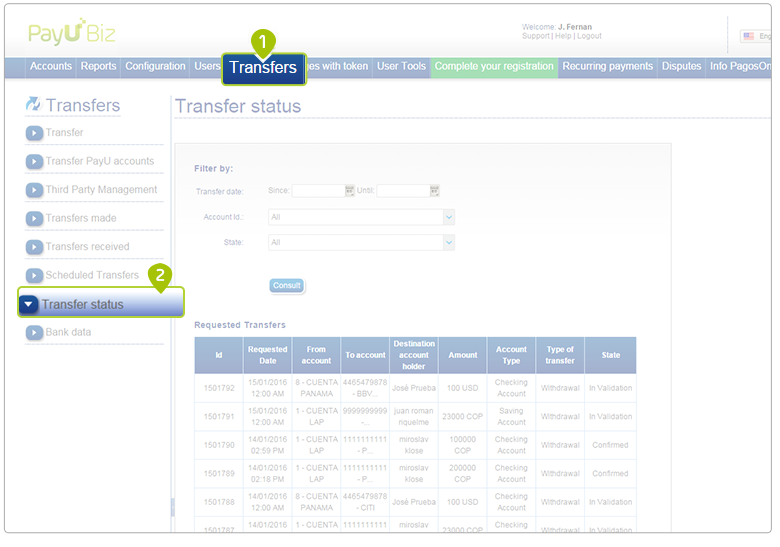 PayU Biz
Welcome: J. Fernan
Support | Help | Logout
Eng
1
Accounts Reports Configuration Users Transfers es with token User Tools Complete your registration Recurring payments Disputes Info PagosOn
Transfers
Transfer
Transfer PayU accounts
Third Party Management
Transfers made
Transfers received
Scheduled Transfers
2
Transfer status
Bank data
Transfer status
Filter by:
Transfer date: Since: Until:
Account Id.: All
State: All
Consult
Requested Transfers
Id Requested Date From account To account Destination account holder Amount Account Type Type of transfer State
1501792 15/01/2016 12:00 AM 8 - CUENTA PANAMA 4465479878 - BBV... José Prueba 100 USD Checking Account Withdrawal In Validation
1501791 15/01/2016 12:00 AM 1 - CUENTA LAP 9999999999 -... juan roman rıquelme 23000 COP Saving Account Withdrawal In Validation
1501790 14/01/2016 02:59 PM 1 - CUENTA LAP 1111111111 - P... miroslav klose 100000 COP Checking Account Withdrawal Confirmed
1501789 14/01/2016 02:18 PM 1 - CUENTA LAP 1111111111 - P... miroslav klose 200000 COP Checking Account Withdrawal Confirmed
1501788 14/01/2016 12:00 AM 8 - CUENTA PANAMA 4465479878 - CITI José Prueba 100 USD Checking Account Withdrawal In Validation
1501787 14/01/2016 1 - CUENTA 1111111111 miroslav 23000 COP Checking Withdrawal In Validation